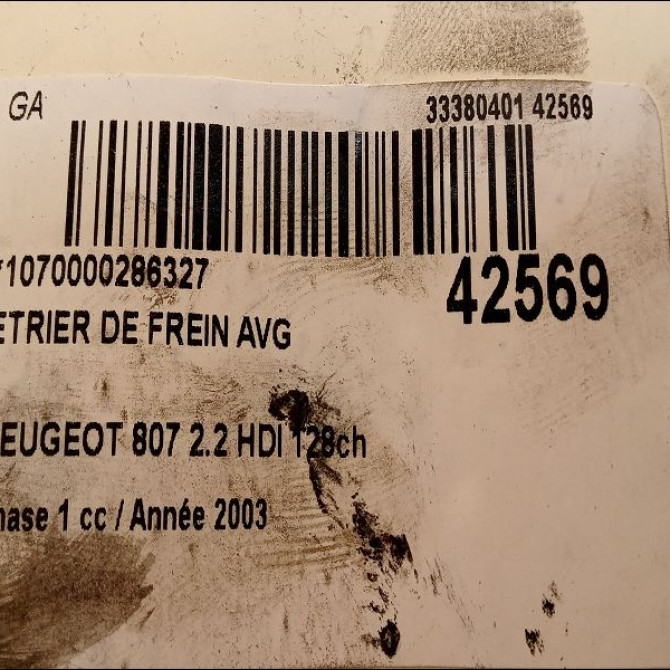 GA 33380401 42569
*1070000286327 42569
ETRIER DE FREIN AVG
EUGEOT 807 2.2 HDI 128ch
hase 1 cc / Année 2003